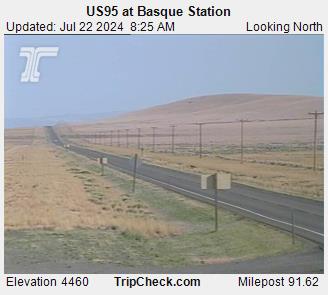 US95 at Basque Station
Updated: Jul 22 2024 8:25 AM Looking North
Elevation 4460 TripCheck.com Milepost 91.62